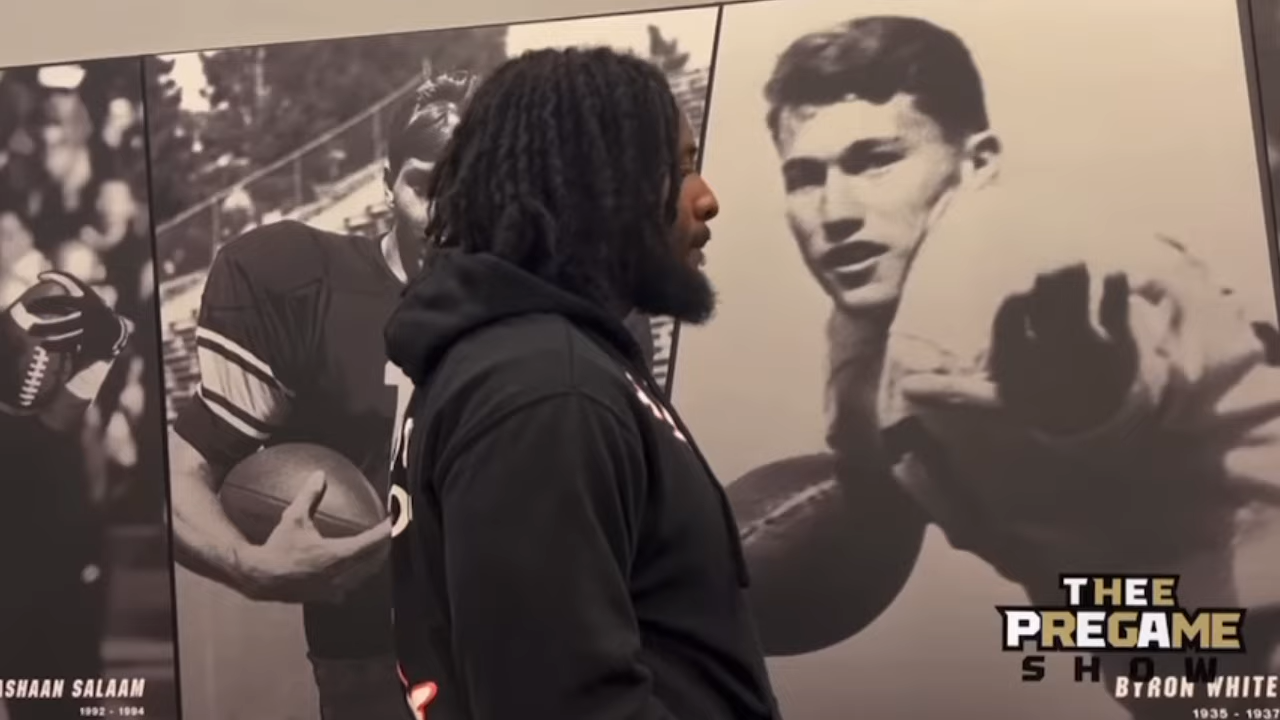 ASHAAN SALAAM
1992 - 1994
THEE
PREGAME
SHOW
BYRON WHITE
1935 - 1937